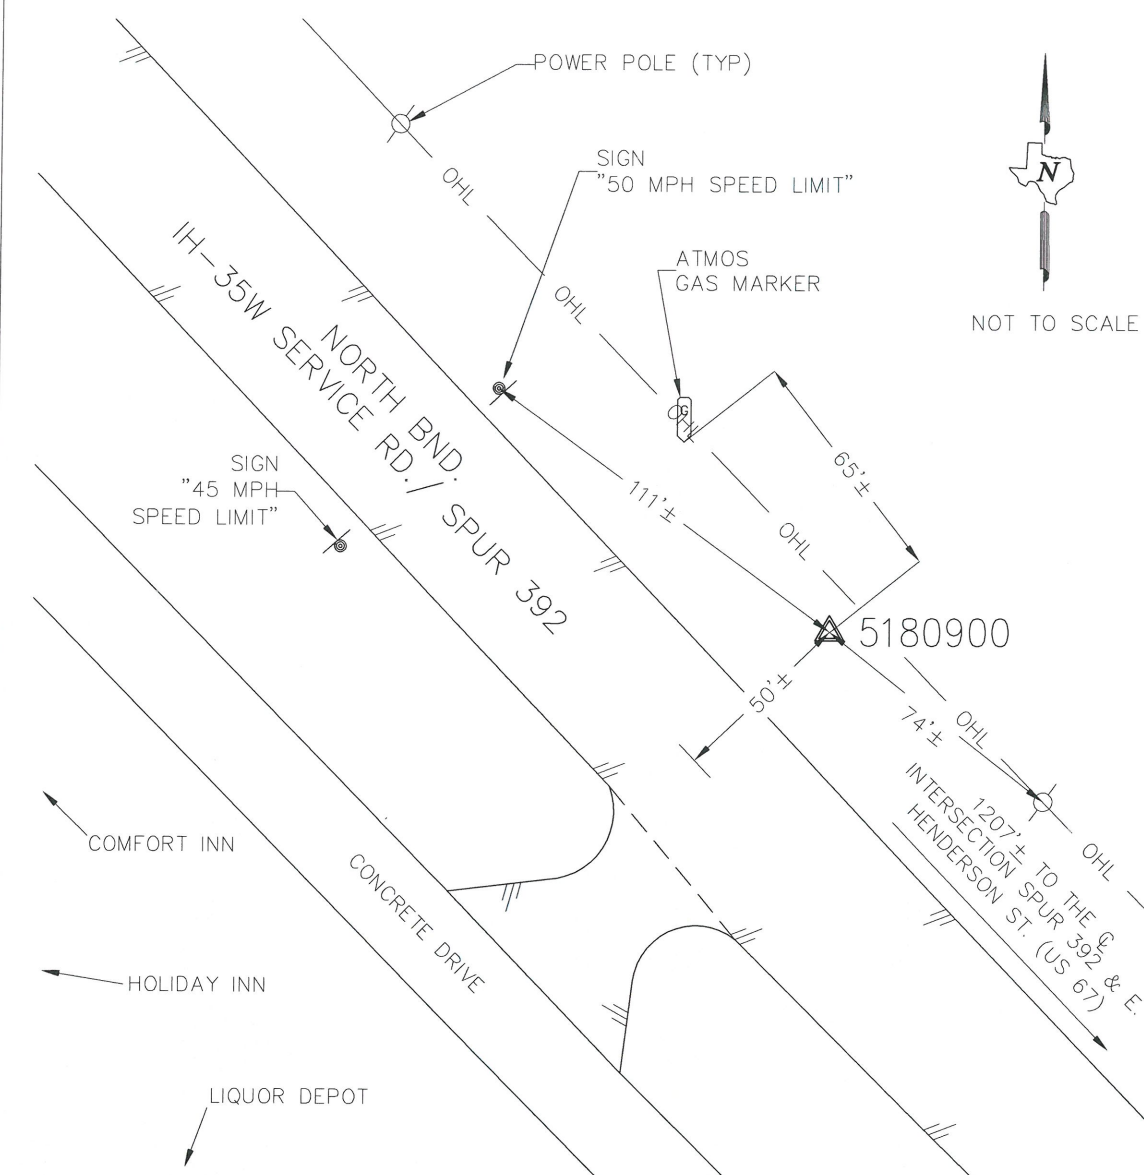 POWER POLE (TYP)
OHL
SIGN
"50 MPH SPEED LIMIT"
N
NOT TO SCALE
ATMOS
GAS MARKER
OHL
G
OHL
65'±
111'±
OHL
IH-35W SERVICE RD./ SPUR 392
NORTH BND.
SIGN
"45 MPH
SPEED LIMIT"
5180900
50'±
74'±
OHL
1207'± TO THE ℄
INTERSECTION SPUR 392 & E.
HENDERSON ST. (US 67)
OHL
COMFORT INN
CONCRETE DRIVE
HOLIDAY INN
LIQUOR DEPOT